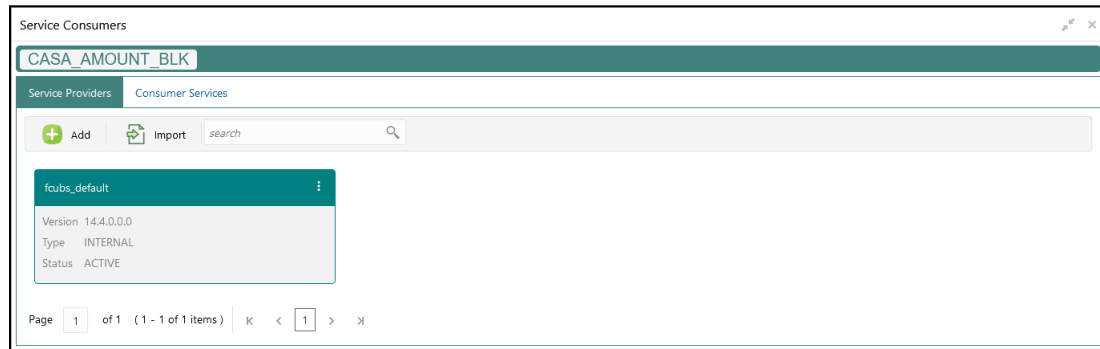 Service Consumers
CASA_AMOUNT_BLK
Service Providers Consumer Services
Add Import search
fcubs_default
Version 14.4.0.0.0
Type INTERNAL
Status ACTIVE
Page 1 of 1 ( 1 - 1 of 1 items ) K < 1 > >|